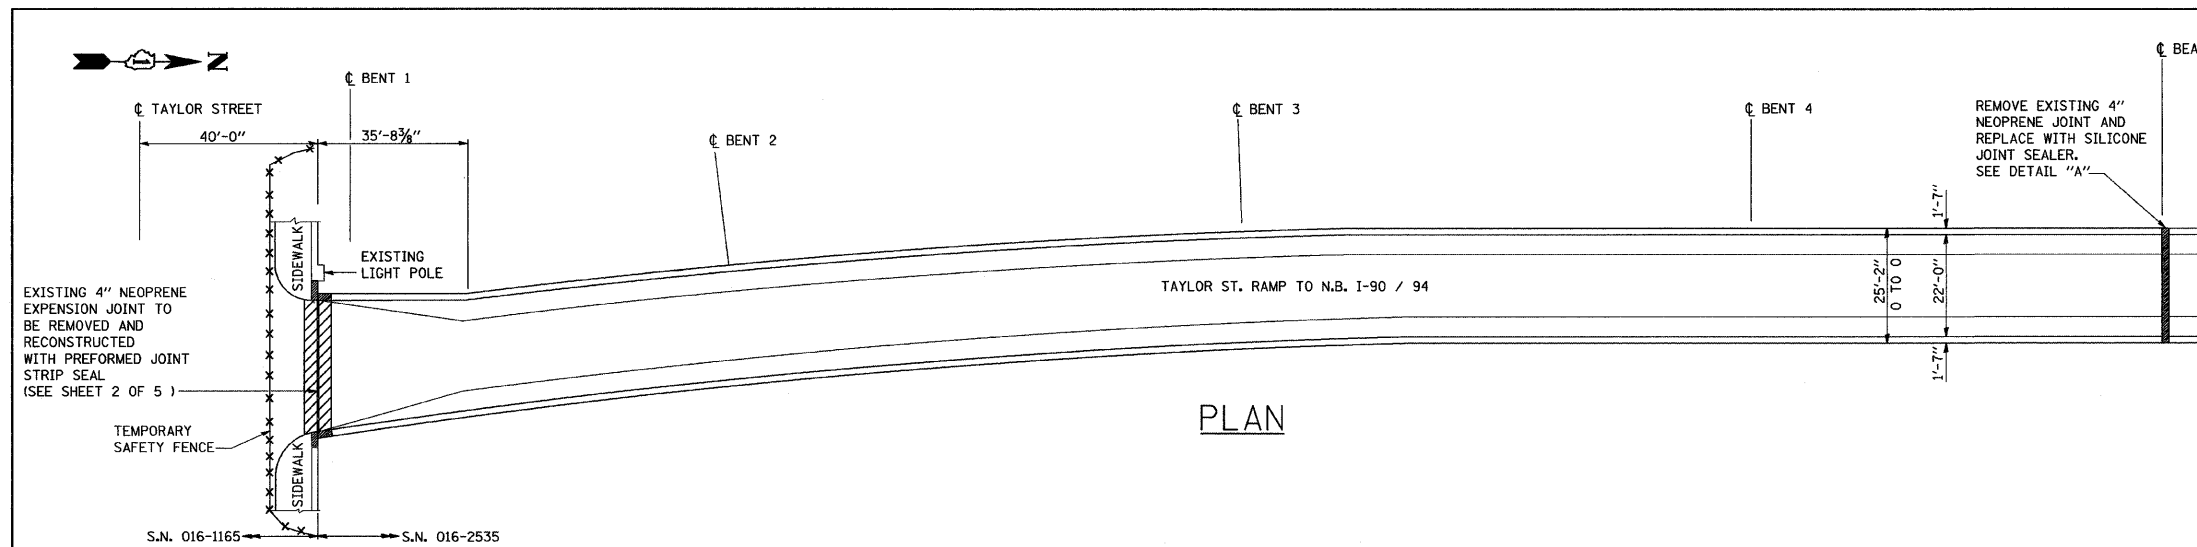 N
℄ TAYLOR STREET
40'-0"
℄ BENT 1
35'-8⅜"
℄ BENT 2
℄ BENT 3
℄ BENT 4
℄ BEA
REMOVE EXISTING 4"
NEOPRENE JOINT AND
REPLACE WITH SILICONE
JOINT SEALER.
SEE DETAIL "A"
SIDEWALK
EXISTING
LIGHT POLE
EXISTING 4" NEOPRENE
EXPENSION JOINT TO
BE REMOVED AND
RECONSTRUCTED
WITH PREFORMED JOINT
STRIP SEAL
(SEE SHEET 2 OF 5 )
TEMPORARY
SAFETY FENCE
SIDEWALK
TAYLOR ST. RAMP TO N.B. I-90 / 94
25'-2"
O TO O
1'-7"
22'-0"
1'-7"
PLAN
S.N. 016-1165
S.N. 016-2535